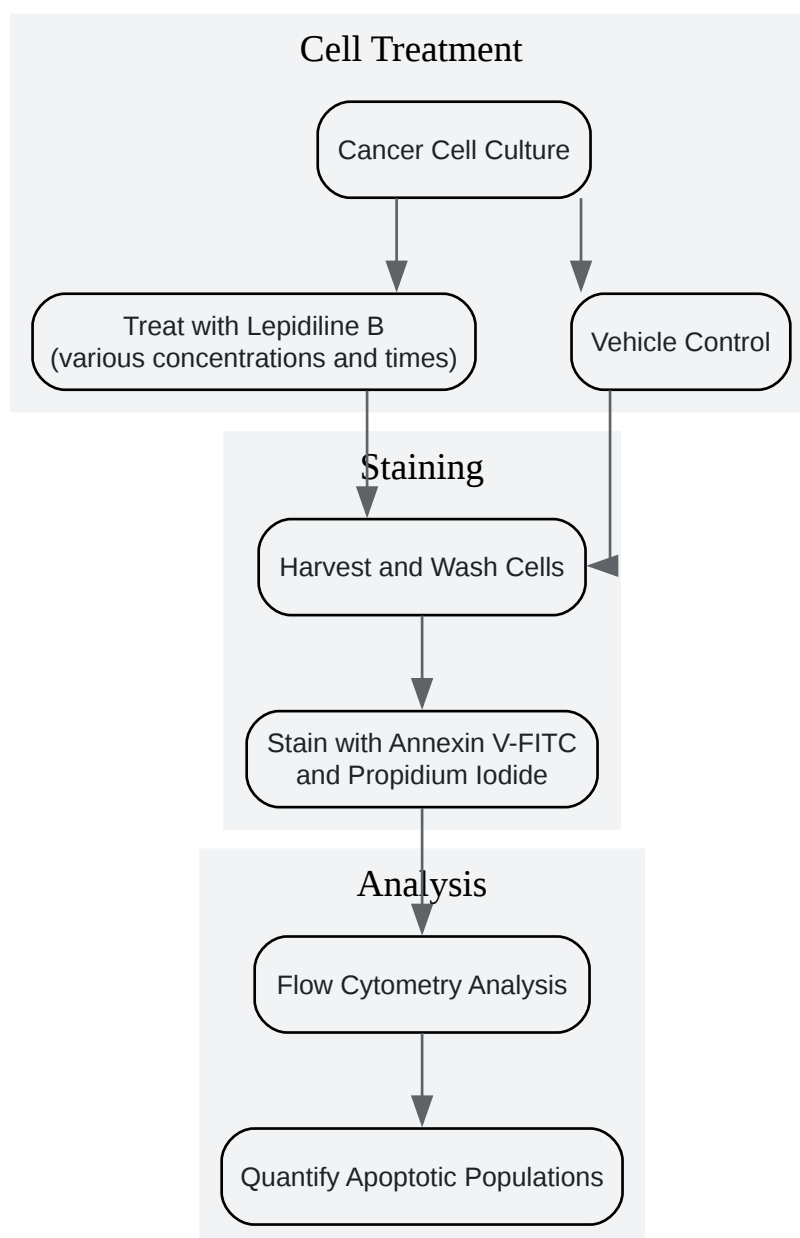 Cell Treatment
Cancer Cell Culture
Treat with Lepidiline B
(various concentrations and times)
Vehicle Control
Staining
Harvest and Wash Cells
Stain with Annexin V-FITC
and Propidium Iodide
Analysis
Flow Cytometry Analysis
Quantify Apoptotic Populations